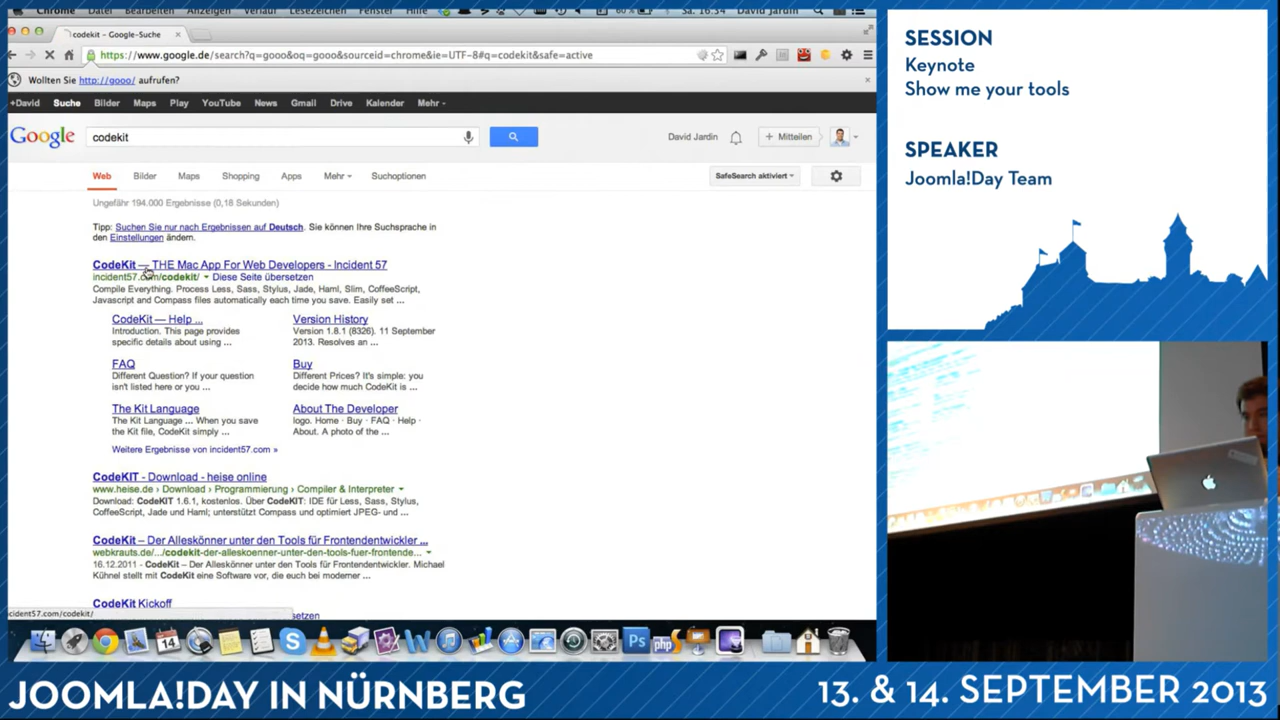 Chrome Datei Bearbeiten Anzeigen Verlauf Lesezeichen Fenster Hilfe
Sa. 16:34 David Jardin
codekit – Google-Suche
https://www.google.de/search?q=gooo&oq=gooo&sourceid=chrome&ie=UTF-8#q=codekit&safe=active
Wollten Sie http://gooo/ aufrufen?
+David Suche Bilder Maps Play YouTube News Gmail Drive Kalender Mehr
Google codekit
David Jardin + Mitteilen
Web Bilder Maps Shopping Apps Mehr Suchoptionen
SafeSearch aktiviert
Ungefähr 194.000 Ergebnisse (0,18 Sekunden)
Tipp: Suchen Sie nur nach Ergebnissen auf Deutsch. Sie können Ihre Suchsprache in
den Einstellungen ändern.
CodeKit — THE Mac App For Web Developers - Incident 57
incident57.com/codekit/ Diese Seite übersetzen
Compile Everything. Process Less, Sass, Stylus, Jade, Haml, Slim, CoffeeScript,
Javascript and Compass files automatically each time you save. Easily set ...
CodeKit — Help ...
Introduction. This page provides
specific details about using ...
Version History
Version 1.8.1 (8326). 11 September
2013. Resolves an ...
FAQ
Different Question? If your question
isn't listed here or you ...
Buy
Different Prices? It's simple: you
decide how much CodeKit is ...
The Kit Language
The Kit Language ... When you save
the Kit file, CodeKit simply ...
About The Developer
logo. Home · Buy · FAQ · Help ·
About. A photo of the ...
Weitere Ergebnisse von incident57.com »
CodeKIT - Download - heise online
www.heise.de › Download › Programmierung › Compiler & Interpreter
Download: CodeKIT 1.6.1, kostenlos. Über CodeKIT: IDE für Less, Sass, Stylus,
CoffeeScript, Jade und Haml; unterstützt Compass und optimiert JPEG- und ...
CodeKit – Der Alleskönner unter den Tools für Frontendentwickler ...
webkrauts.de/.../codekit-der-alleskoenner-unter-den-tools-fuer-frontende...
16.12.2011 - CodeKit – Der Alleskönner unter den Tools für Frontendentwickler. Michael
Kühnel stellt mit CodeKit eine Software vor, die euch bei moderner ...
CodeKit Kickoff
setzen
cident57.com/codekit/
14
Ps
php
SESSION
Keynote
Show me your tools
SPEAKER
Joomla!Day Team
JOOMLA!DAY IN NÜRNBERG
13. & 14. SEPTEMBER 2013